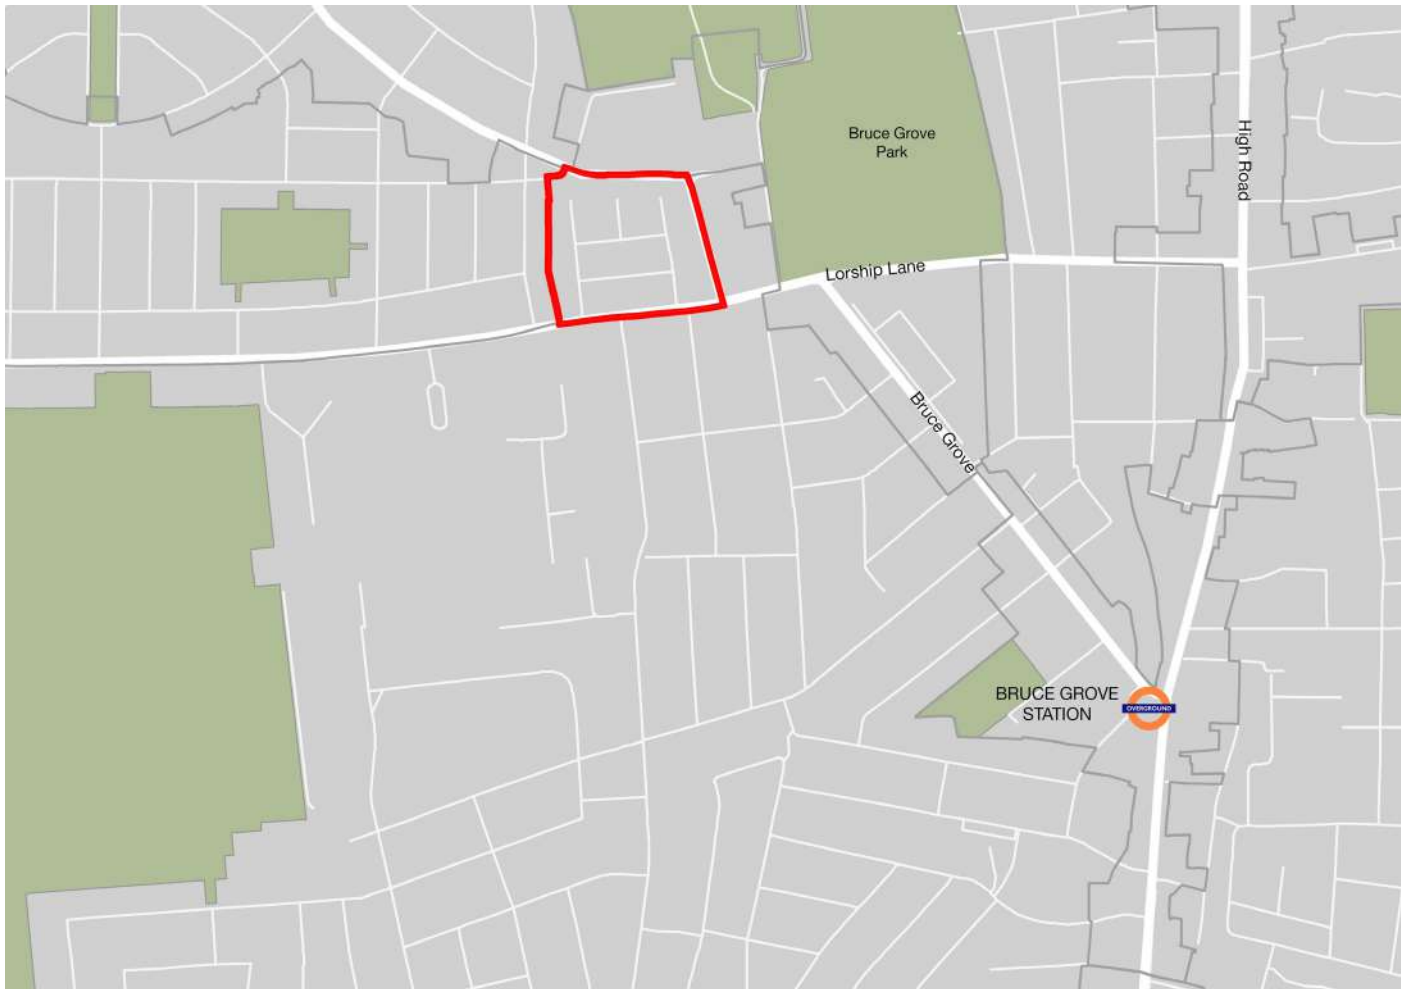 Bruce Grove
Park
High Road
Lorship Lane
Bruce Grove
BRUCE GROVE
STATION
OVERGROUND